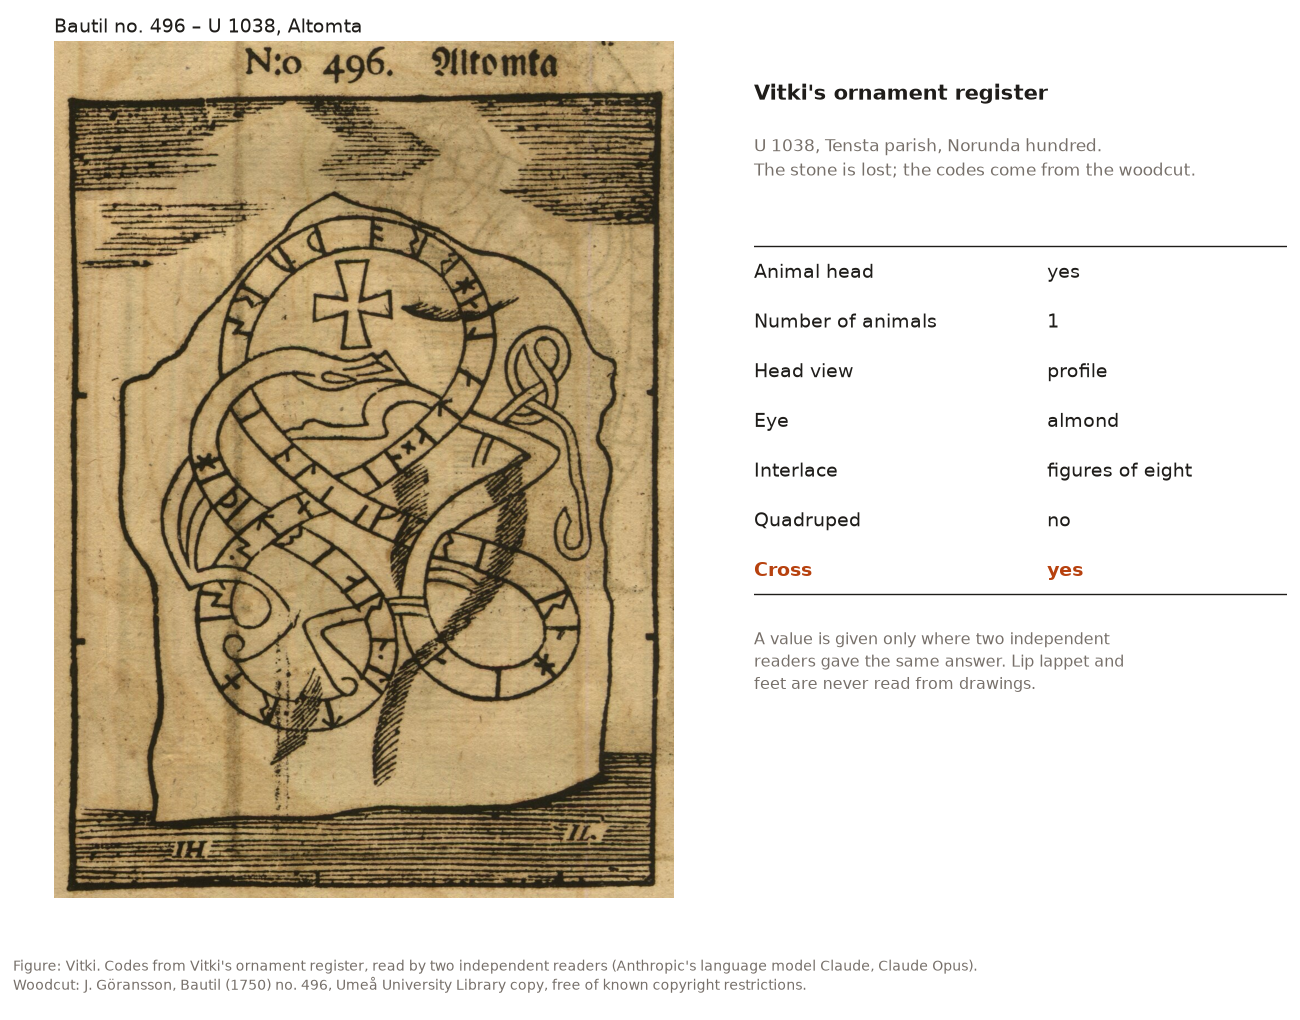 Bautil no. 496 – U 1038, Altomta
N:o 496. Altomta
IH
IL.
Vitki's ornament register
U 1038, Tensta parish, Norunda hundred.
The stone is lost; the codes come from the woodcut.
Animal head yes
Number of animals 1
Head view profile
Eye almond
Interlace figures of eight
Quadruped no
Cross yes
A value is given only where two independent
readers gave the same answer. Lip lappet and
feet are never read from drawings.
Figure: Vitki. Codes from Vitki's ornament register, read by two independent readers (Anthropic's language model Claude, Claude Opus).
Woodcut: J. Göransson, Bautil (1750) no. 496, Umeå University Library copy, free of known copyright restrictions.